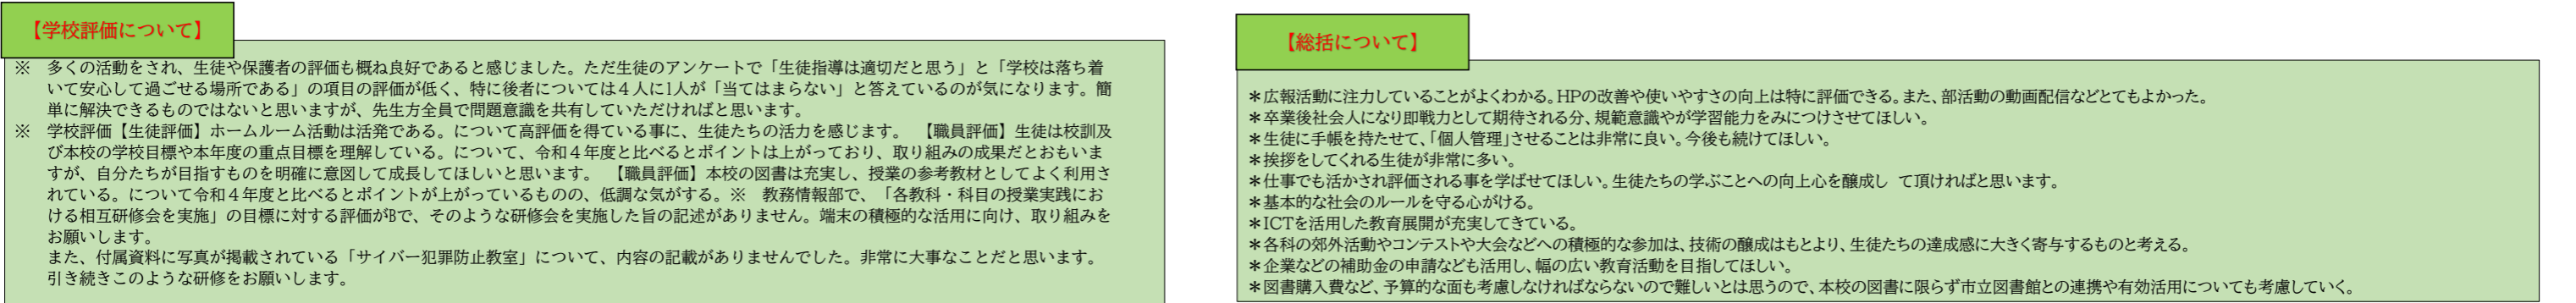 【学校評価について】
※　多くの活動をされ、生徒や保護者の評価も概ね良好であると感じました。ただ生徒のアンケートで「生徒指導は適切だと思う」と「学校は落ち着
いて安心して過ごせる場所である」の項目の評価が低く、特に後者については４人に1人が「当てはまらない」と答えているのが気になります。簡
単に解決できるものではないと思いますが、先生方全員で問題意識を共有していただければと思います。
※　学校評価【生徒評価】ホームルーム活動は活発である。について高評価を得ている事に、生徒たちの活力を感じます。　【職員評価】生徒は校訓及
び本校の学校目標や本年度の重点目標を理解している。について、令和４年度と比べるとポイントは上がっており、取り組みの成果だとおもいま
すが、自分たちが目指すものを明確に意図して成長してほしいと思います。　【職員評価】本校の図書は充実し、授業の参考教材としてよく利用さ
れている。について令和４年度と比べるとポイントが上がっているものの、低調な気がする。※　教務情報部で、「各教科・科目の授業実践にお
ける相互研修会を実施」の目標に対する評価がBで、そのような研修会を実施した旨の記述がありません。端末の積極的な活用に向け、取り組みを
お願いします。
また、付属資料に写真が掲載されている「サイバー犯罪防止教室」について、内容の記載がありませんでした。非常に大事なことだと思います。
引き続きこのような研修をお願いします。
【総括について】
＊広報活動に注力していることがよくわかる。HPの改善や使いやすさの向上は特に評価できる。また、部活動の動画配信などとてもよかった。
＊卒業後社会人になり即戦力として期待される分、規範意識やが学習能力をみにつけさせてほしい。
＊生徒に手帳を持たせて、「個人管理」させることは非常に良い。今後も続けてほしい。
＊挨拶をしてくれる生徒が非常に多い。
＊仕事でも活かされ評価される事を学ばせてほしい。生徒たちの学ぶことへの向上心を醸成し　て頂ければと思います。
＊基本的な社会のルールを守る心がける。
＊ICTを活用した教育展開が充実してきている。
＊各科の郊外活動やコンテストや大会などへの積極的な参加は、技術の醸成はもとより、生徒たちの達成感に大きく寄与するものと考える。
＊企業などの補助金の申請なども活用し、幅の広い教育活動を目指してほしい。
＊図書購入費など、予算的な面も考慮しなければならないので難しいとは思うので、本校の図書に限らず市立図書館との連携や有効活用についても考慮していく。